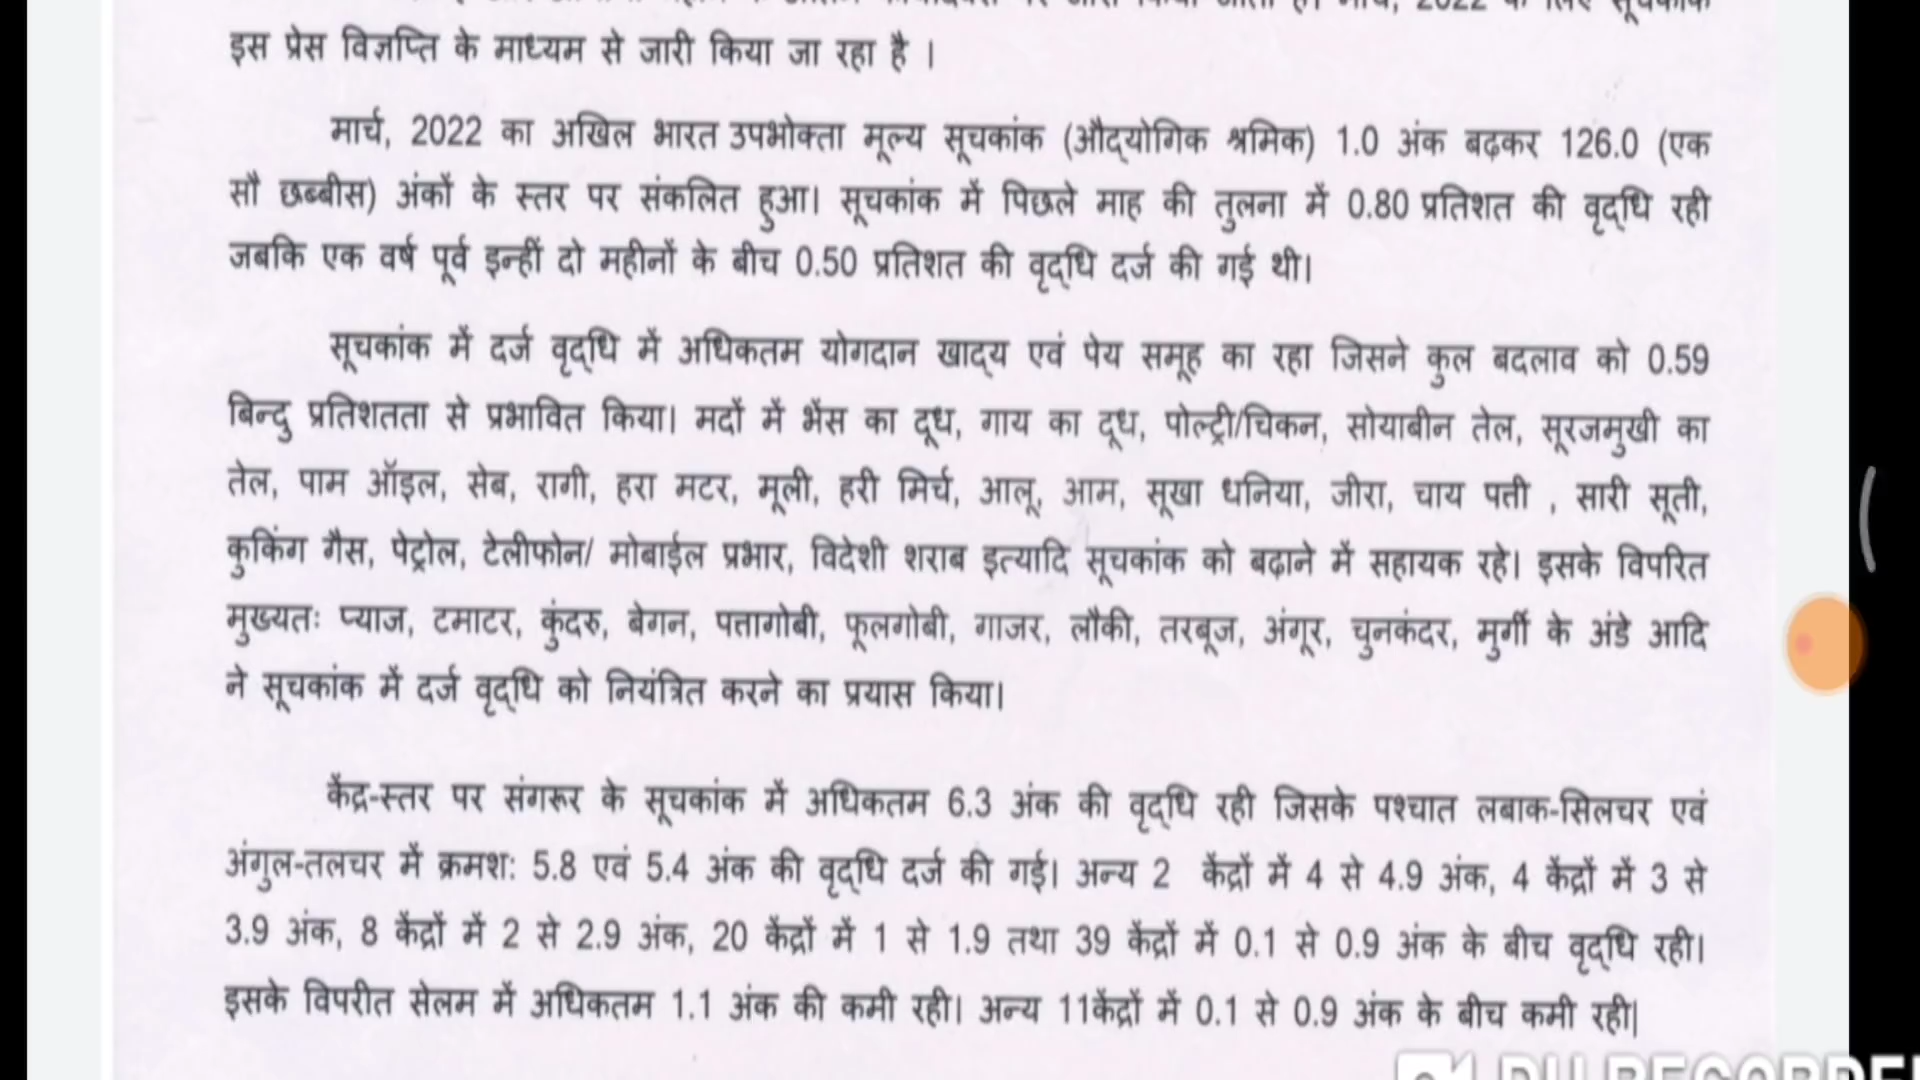 2022
इस प्रेस विज्ञप्ति के माध्यम से जारी किया जा रहा है ।
मार्च, 2022 का अखिल भारत उपभोक्ता मूल्य सूचकांक (औद्योगिक श्रमिक) 1.0 अंक बढ़कर 126.0 (एक
सौ छब्बीस) अंकों के स्तर पर संकलित हुआ। सूचकांक में पिछले माह की तुलना में 0.80 प्रतिशत की वृद्धि रही
जबकि एक वर्ष पूर्व इन्हीं दो महीनों के बीच 0.50 प्रतिशत की वृद्धि दर्ज की गई थी।
सूचकांक में दर्ज वृद्धि में अधिकतम योगदान खाद्य एवं पेय समूह का रहा जिसने कुल बदलाव को 0.59
बिन्दु प्रतिशतता से प्रभावित किया। मदों में भैंस का दूध, गाय का दूध, पोल्ट्री/चिकन, सोयाबीन तेल, सूरजमुखी का
तेल, पाम ऑइल, सेब, रागी, हरा मटर, मूली, हरी मिर्च, आलू, आम, सूखा धनिया, जीरा, चाय पत्ती , सारी सूती,
कुकिंग गैस, पेट्रोल, टेलीफोन/ मोबाईल प्रभार, विदेशी शराब इत्यादि सूचकांक को बढ़ाने में सहायक रहे। इसके विपरित
मुख्यतः प्याज, टमाटर, कुंदरु, बेगन, पत्तागोबी, फूलगोबी, गाजर, लौकी, तरबूज, अंगूर, चुनकंदर, मुर्गी के अंडे आदि
ने सूचकांक में दर्ज वृद्धि को नियंत्रित करने का प्रयास किया।
केंद्र-स्तर पर संगरूर के सूचकांक में अधिकतम 6.3 अंक की वृद्धि रही जिसके पश्चात लबाक-सिलचर एवं
अंगुल-तलचर में क्रमश: 5.8 एवं 5.4 अंक की वृद्धि दर्ज की गई। अन्य 2 केंद्रों में 4 से 4.9 अंक, 4 केंद्रों में 3 से
3.9 अंक, 8 केंद्रों में 2 से 2.9 अंक, 20 केंद्रों में 1 से 1.9 तथा 39 केंद्रों में 0.1 से 0.9 अंक के बीच वृद्धि रही।
इसके विपरीत सेलम में अधिकतम 1.1 अंक की कमी रही। अन्य 11केंद्रों में 0.1 से 0.9 अंक के बीच कमी रही|